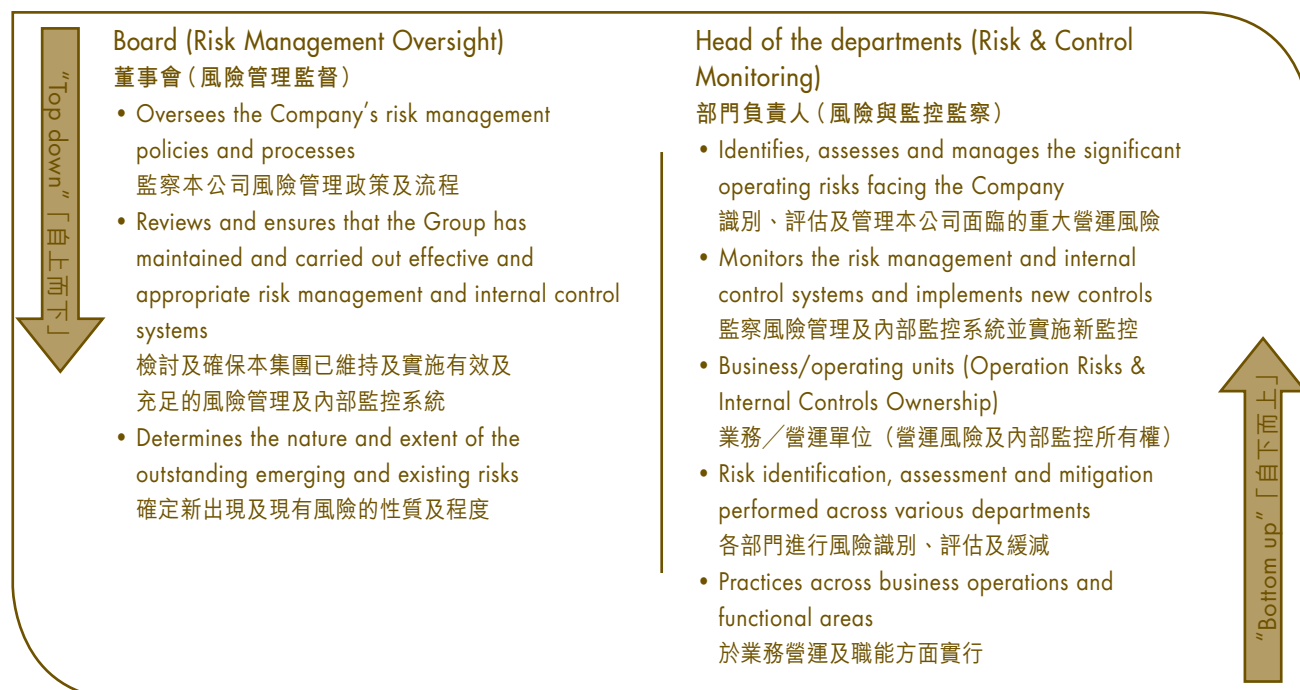 "Top down"「自上而下」
Board (Risk Management Oversight)
董事會（風險管理監督）
• Oversees the Company's risk management
policies and processes
監察本公司風險管理政策及流程
• Reviews and ensures that the Group has
maintained and carried out effective and
appropriate risk management and internal control
systems
檢討及確保本集團已維持及實施有效及
充足的風險管理及內部監控系統
• Determines the nature and extent of the
outstanding emerging and existing risks
確定新出現及現有風險的性質及程度
Head of the departments (Risk & Control
Monitoring)
部門負責人（風險與監控監察）
• Identifies, assesses and manages the significant
operating risks facing the Company
識別、評估及管理本公司面臨的重大營運風險
• Monitors the risk management and internal
control systems and implements new controls
監察風險管理及內部監控系統並實施新監控
• Business/operating units (Operation Risks &
Internal Controls Ownership)
業務／營運單位（營運風險及內部監控所有權）
• Risk identification, assessment and mitigation
performed across various departments
各部門進行風險識別、評估及緩減
• Practices across business operations and
functional areas
於業務營運及職能方面實行
"Bottom up"「自下而上」